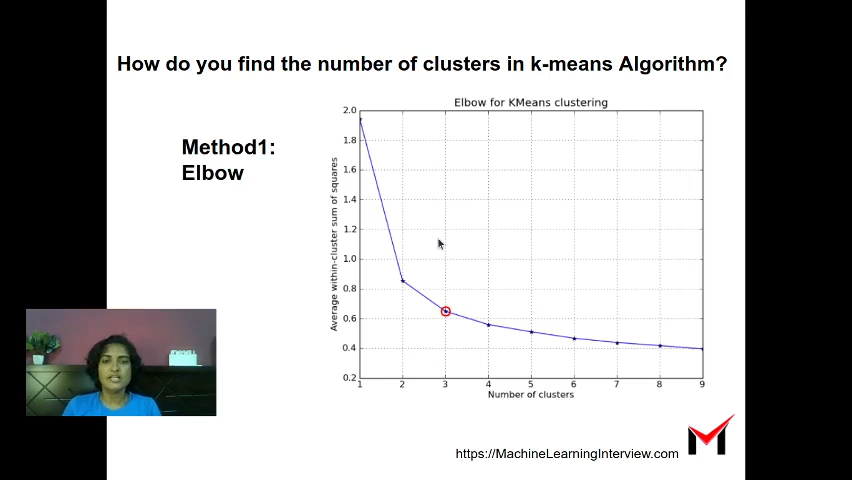 How do you find the number of clusters in k-means Algorithm?
Method1:
Elbow
Elbow for KMeans clustering
Average within-cluster sum of squares
2.0
1.8
1.6
1.4
1.2
1.0
0.8
0.6
0.4
0.2
1 2 3 4 5 6 7 8 9
Number of clusters
https://MachineLearningInterview.com